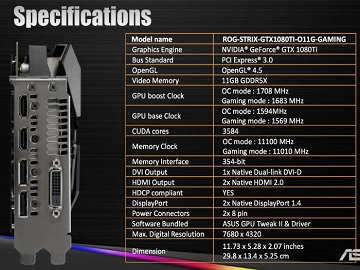 Specifications
Model name ROG-STRIX-GTX1080TI-O11G-GAMING
Graphics Engine NVIDIA® GeForce® GTX 1080Ti
Bus Standard PCI Express® 3.0
OpenGL OpenGL® 4.5
Video Memory 11GB GDDR5X
GPU boost Clock OC mode : 1708 MHz
Gaming mode : 1683 MHz
GPU base Clock OC mode : 1594MHz
Gaming mode : 1569 MHz
CUDA cores 3584
Memory Clock OC mode : 11100 MHz
Gaming mode : 11010 MHz
Memory Interface 354-bit
DVI Output 1x Native Dual-link DVI-D
HDMI Output 2x Native HDMI 2.0
HDCP compliant YES
DisplayPort 2x Native DisplayPort 1.4
Power Connectors 2x 8 pin
Software Bundled ASUS GPU Tweak II & Driver
Max. Digital Resolution 7680 x 4320
Dimension 11.73 x 5.28 x 2.07 inches
29.8 x 13.4 x 5.25 cm